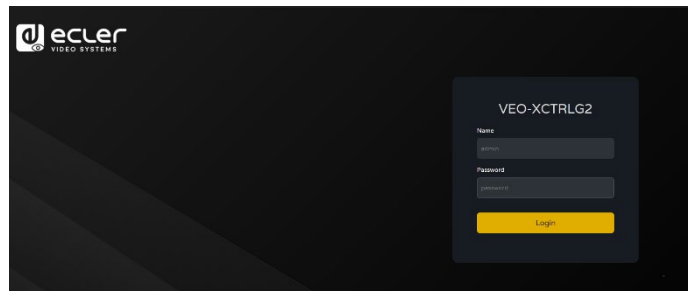 ecler
VIDEO SYSTEMS
VEO-XCTRLG2
Name
admin
Password
password
Login